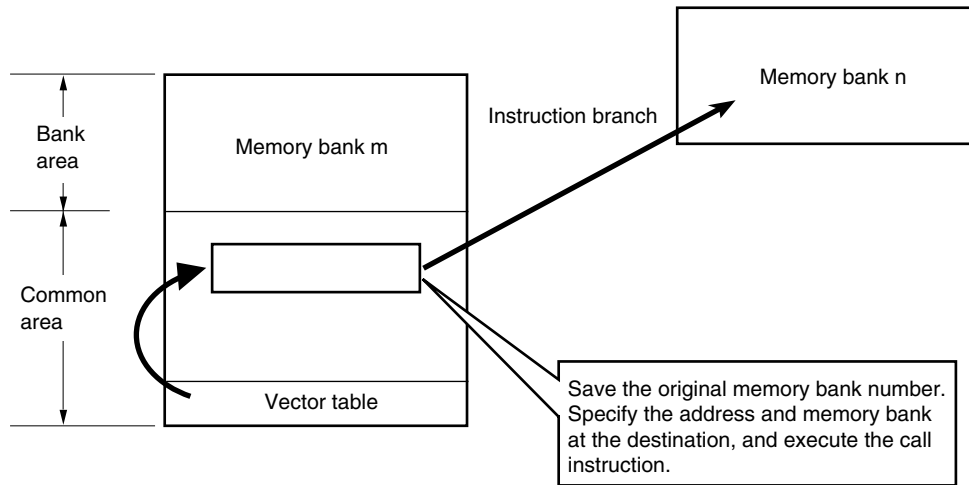 Memory bank n
Instruction branch
Bank
area
Memory bank m
Common
area
Vector table
Save the original memory bank number.
Specify the address and memory bank
at the destination, and execute the call
instruction.